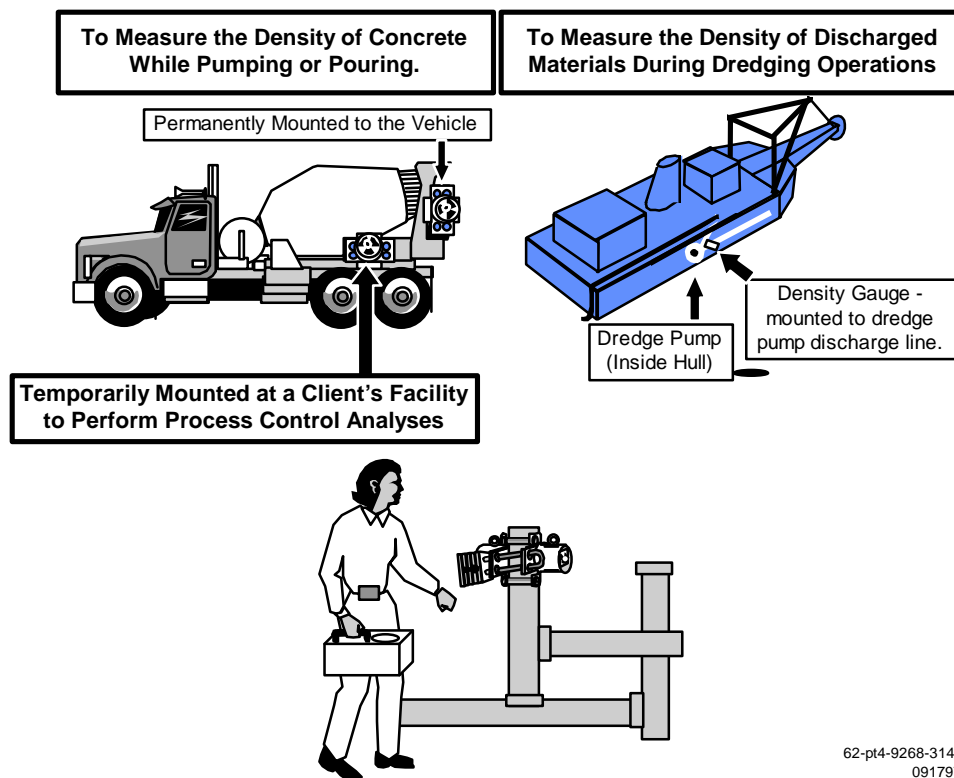 To Measure the Density of Concrete
While Pumping or Pouring.
To Measure the Density of Discharged
Materials During Dredging Operations
Permanently Mounted to the Vehicle
Density Gauge -
mounted to dredge
pump discharge line.
Dredge Pump
(Inside Hull)
Temporarily Mounted at a Client's Facility
to Perform Process Control Analyses
62-pt4-9268-314
09179